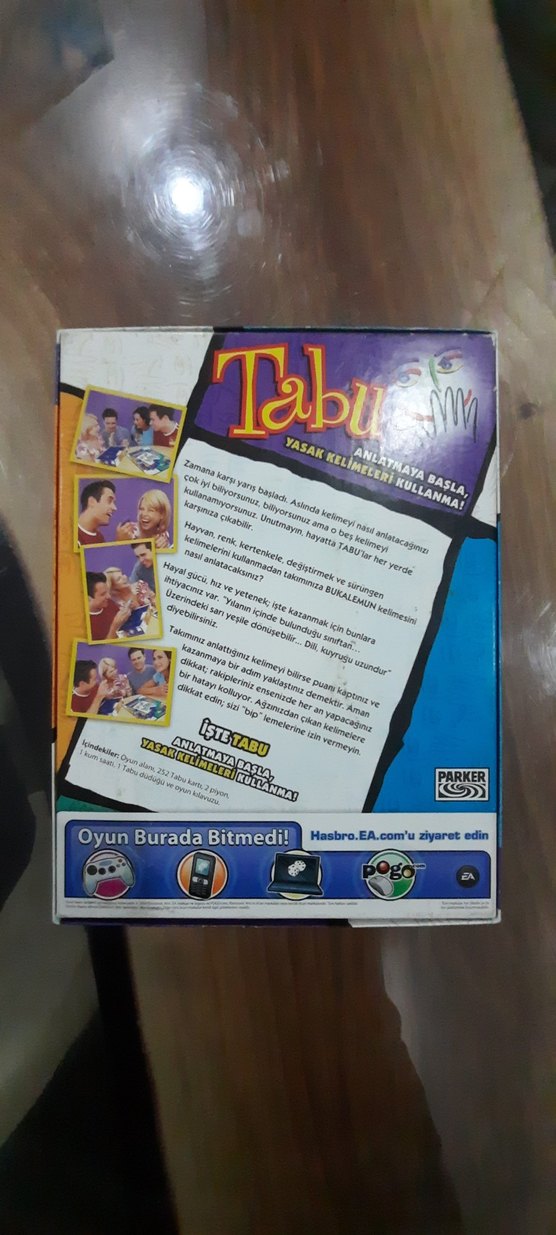 Tabu
ANLATMAYA BAŞLA,
YASAK KELİMELERİ KULLANMA!
Zamana karşı yarış başladı. Aslında kelimeyi nasıl anlatacağınızı
çok iyi biliyorsunuz, biliyorsunuz ama o beş kelimeyi
kullanamıyorsunuz. Unutmayın, hayatta TABU'lar her yerde
karşınıza çıkabilir.
Hayvan, renk, kertenkele, değiştirmek ve sürüngen
kelimelerini kullanmadan takımınıza BUKALEMUN kelimesini
nasıl anlatacaksınız?
Hayal gücü, hız ve yetenek; işte kazanmak için bunlara
ihtiyacınız var. "Yılanın içinde bulunduğu sınıftan...
Üzerindeki sarı yeşile dönüşebilir... Dili, kuyruğu uzundur"
diyebilirsiniz.
Takımınız anlattığınız kelimeyi bilirse puanı kaptınız ve
kazanmaya bir adım yaklaştınız demektir. Aman
dikkat; rakipleriniz ensenizde her an yapacağınız
bir hatayı kolluyor. Ağzınızdan çıkan kelimelere
dikkat edin; sizi "bip" lemelerine izin vermeyin.
İŞTE TABU
ANLATMAYA BAŞLA,
YASAK KELİMELERİ KULLANMA!
İçindekiler: Oyun alanı, 252 Tabu kartı, 2 piyon,
1 kum saati, 1 Tabu düdüğü ve oyun kılavuzu.
PARKER
Oyun Burada Bitmedi!
Hasbro.EA.com'u ziyaret edin
pogo.com
EA